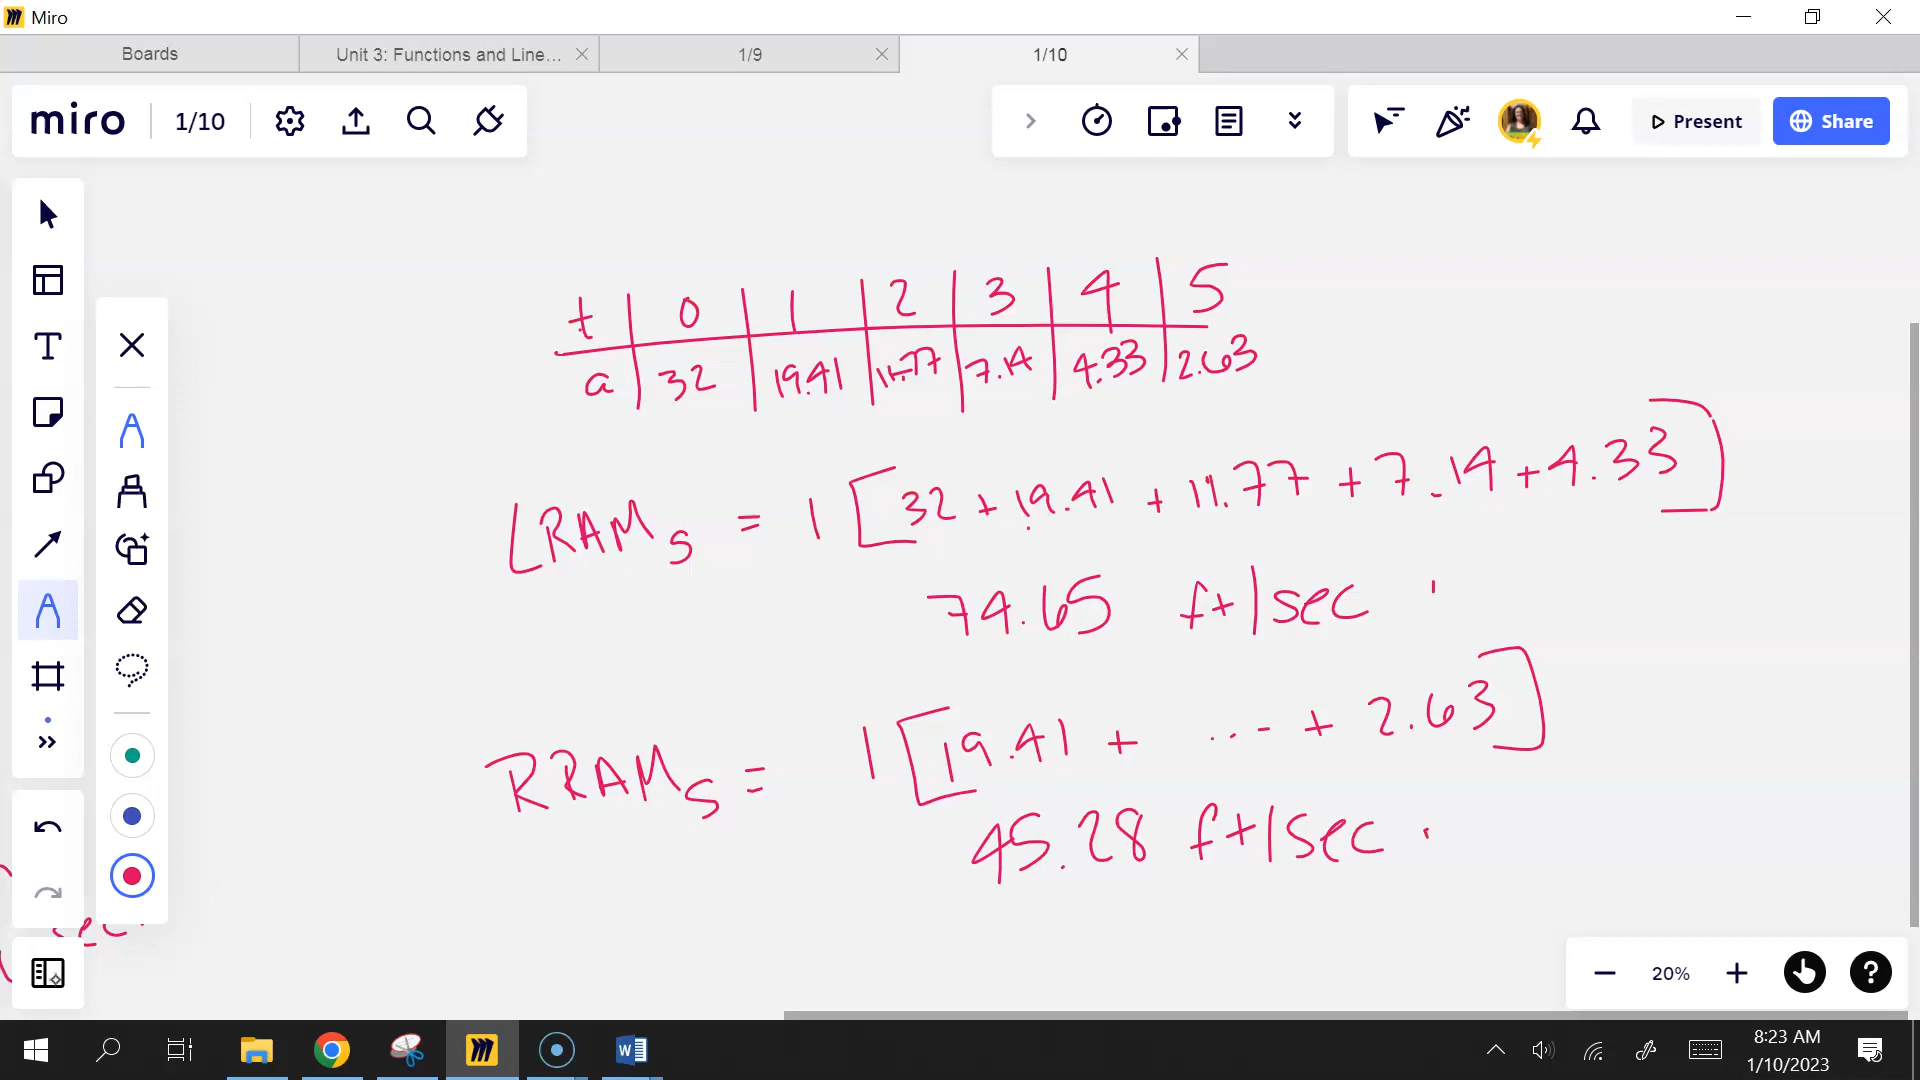 Miro
Boards Unit 3: Functions and Line... 1/9 1/10
miro 1/10 Present Share
t 0 1 2 3 4 5
a 32 19.41 11.77 7.14 4.33 2.63
LRAM5 = 1 [32 + 19.41 + 11.77 + 7.14 + 4.33]
74.65 ft/sec
RRAM5 = 1 [19.41 + ... + 2.63]
45.28 ft/sec.
sec.
20%
8:23 AM
1/10/2023